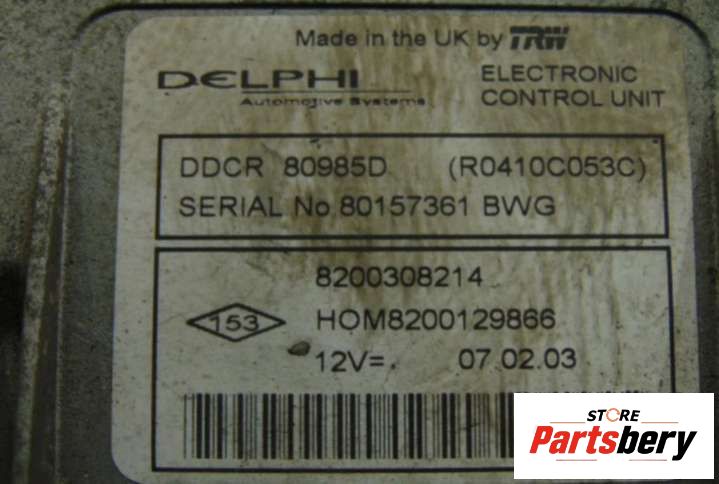 Made in the UK by TRW
DELPHI
Automotive Systems
ELECTRONIC
CONTROL UNIT
DDCR 80985D (R0410C053C)
SERIAL No 80157361 BWG
8200308214
153 HOM8200129866
12V=. 07.02.03
STORE
Partsbery